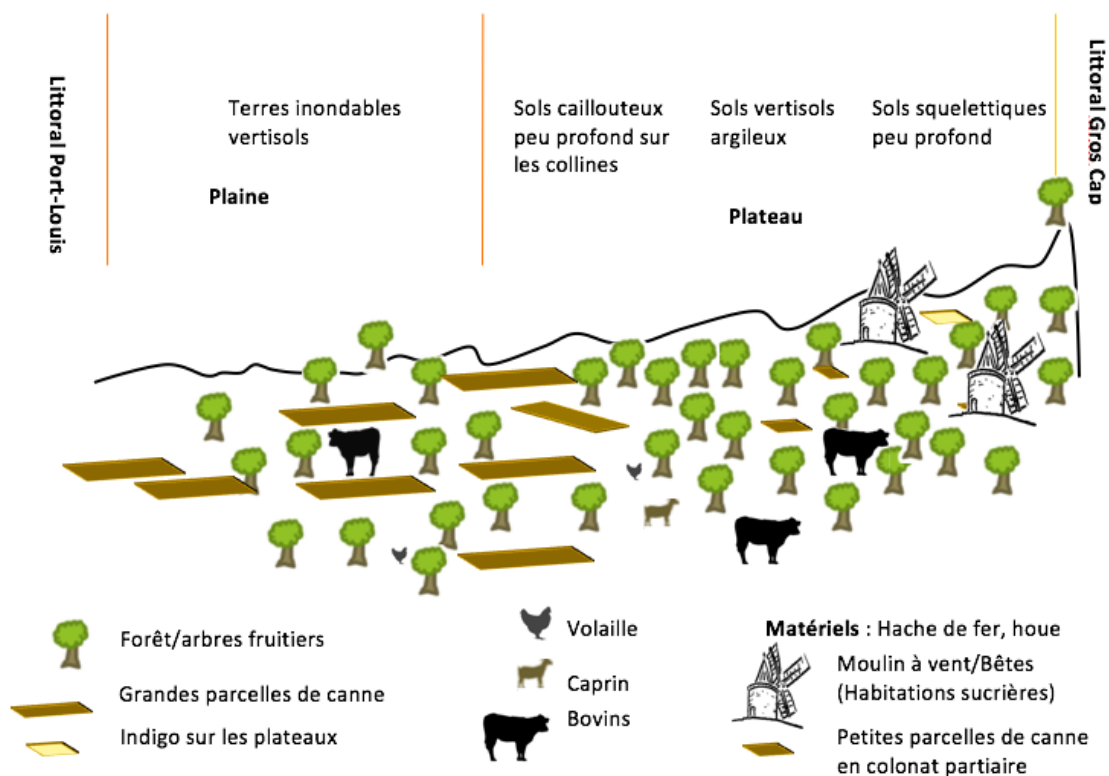 Littoral Port-Louis
Terres inondables
vertisols
Plaine
Sols caillouteux
peu profond sur
les collines
Sols vertisols
argileux
Sols squelettiques
peu profond
Plateau
Littoral Gros Cap
Forêt/arbres fruitiers
Grandes parcelles de canne
Indigo sur les plateaux
Volaille
Caprin
Bovins
Matériels : Hache de fer, houe
Moulin à vent/Bêtes
(Habitations sucrières)
Petites parcelles de canne
en colonat partiaire